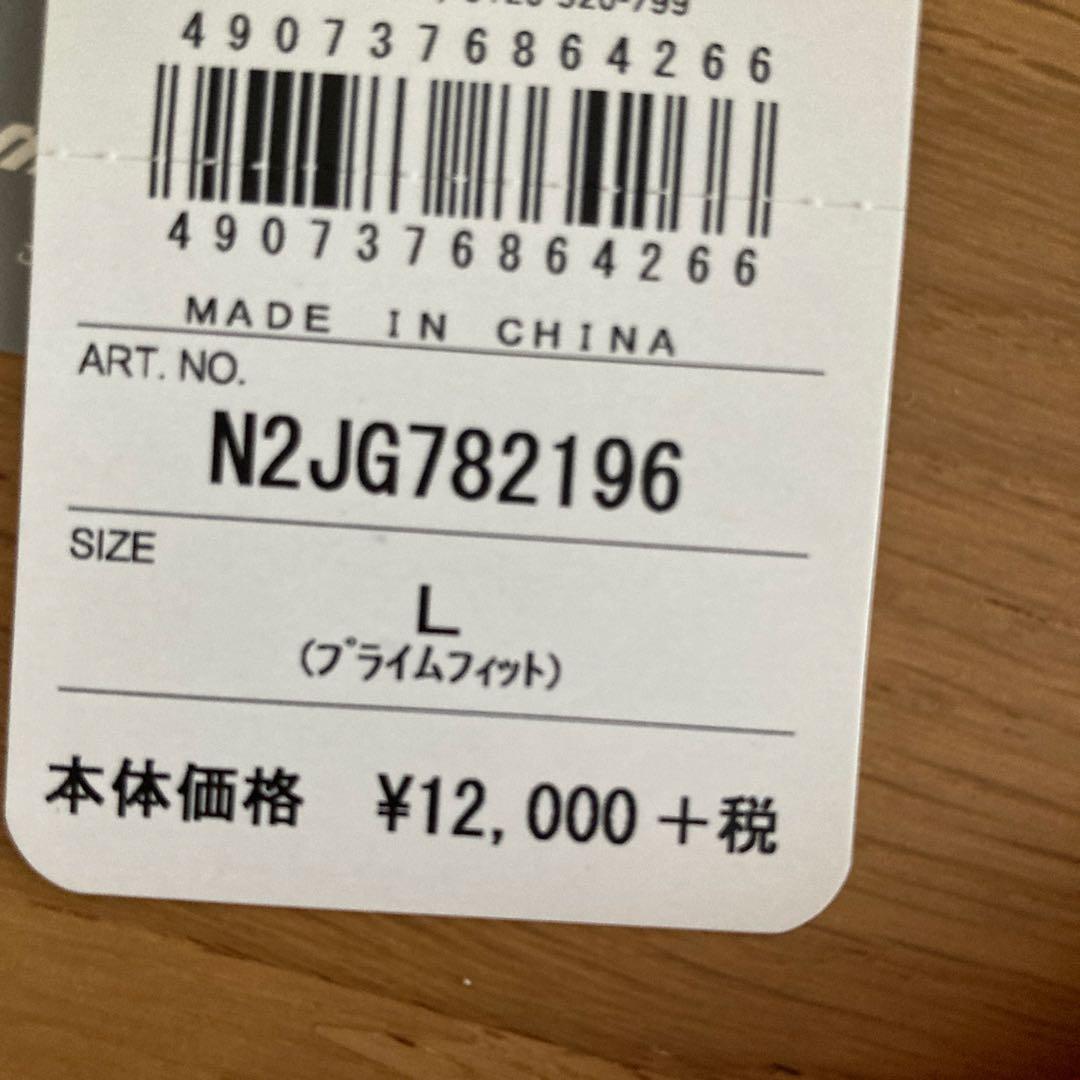 4907376864266
4907376864266
MADE IN CHINA
ART. NO.
N2JG782196
SIZE
L
(プライムフィット)
本体価格 ¥12,000+税